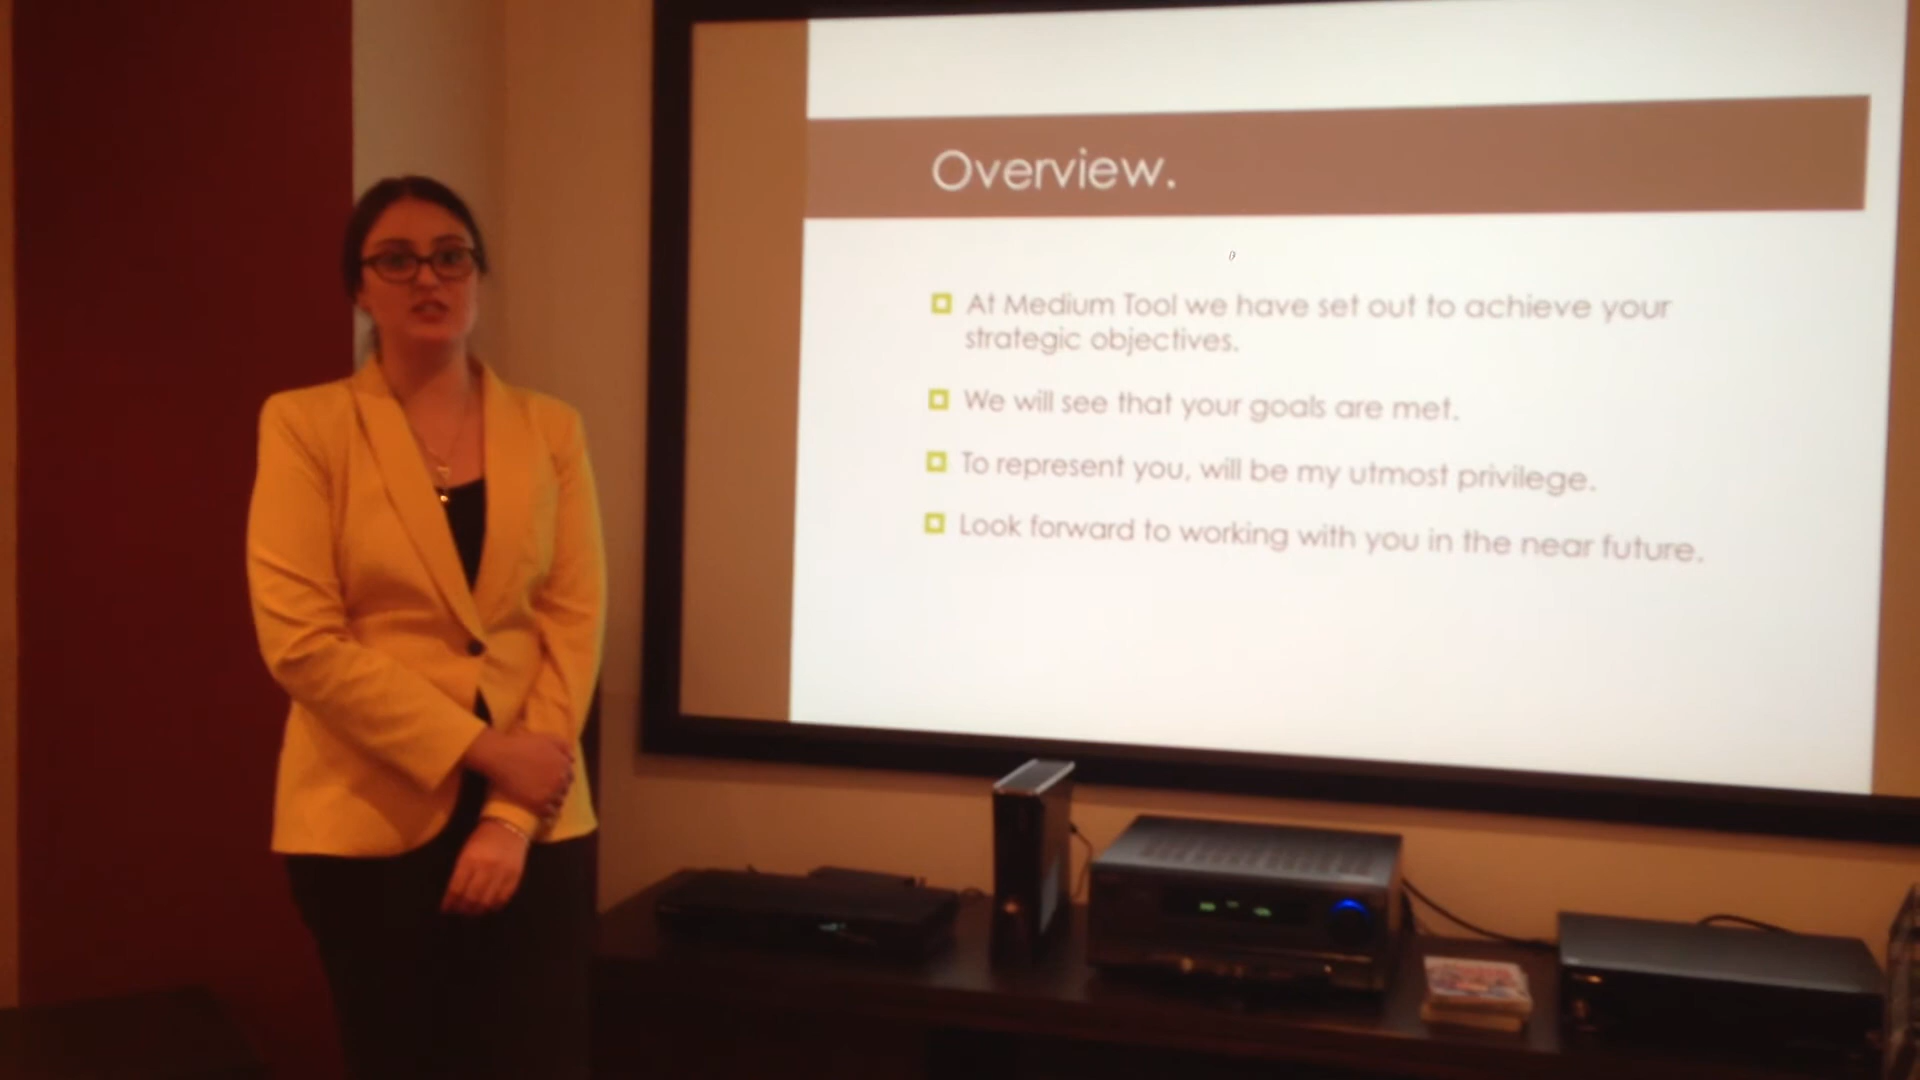 Overview.
At Medium Tool we have set out to achieve your
strategic objectives.
We will see that your goals are met.
To represent you, will be my utmost privilege.
Look forward to working with you in the near future.